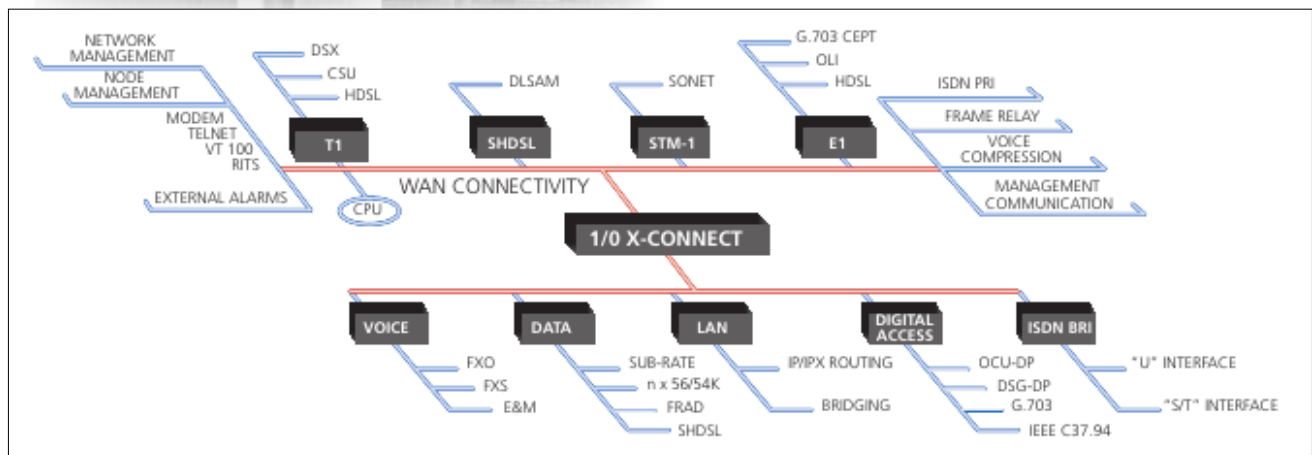 NETWORK
MANAGEMENT
NODE
MANAGEMENT
MODEM
TELNET
VT 100
RITS
EXTERNAL ALARMS
DSX
CSU
HDSL
T1
CPU
DLSAM
SHDSL
SONET
STM-1
G.703 CEPT
OLI
HDSL
E1
ISDN PRI
FRAME RELAY
VOICE
COMPRESSION
MANAGEMENT
COMMUNICATION
WAN CONNECTIVITY
1/0 X-CONNECT
VOICE
FXO
FXS
E&M
DATA
SUB-RATE
n x 56/54K
FRAD
SHDSL
LAN
IP/IPX ROUTING
BRIDGING
DIGITAL
ACCESS
OCU-DP
DSG-DP
G.703
IEEE C37.94
ISDN BRI
"U" INTERFACE
"S/T" INTERFACE